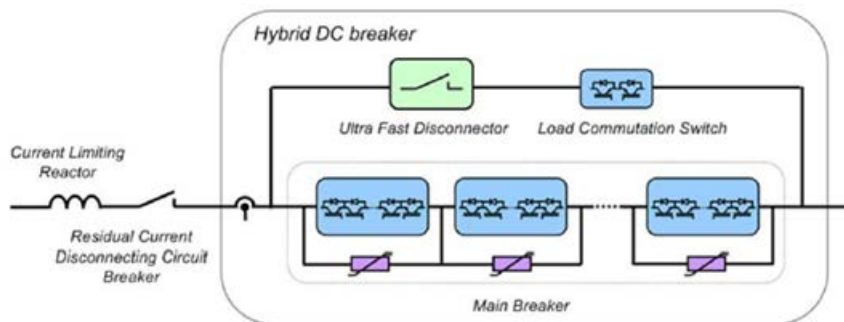 Hybrid DC breaker
Ultra Fast Disconnector
Load Commutation Switch
Current Limiting
Reactor
Residual Current
Disconnecting Circuit
Breaker
Main Breaker